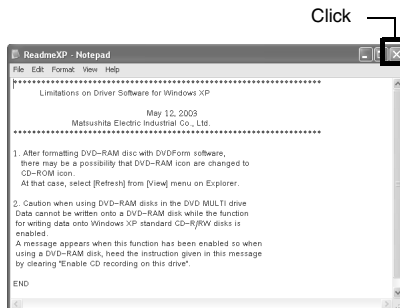 Click
ReadmeXP - Notepad
File Edit Format View Help
******************************************************************
Limitations on Driver Software for Windows XP
May 12, 2003
Matsushita Electric Industrial Co., Ltd.
******************************************************************
1. After formatting DVD-RAM disc with DVDForm software,
there may be a possibility that DVD-RAM icon are changed to
CD-ROM icon.
At that case, select [Refresh] from [View] menu on Explorer.
2. Caution when using DVD-RAM disks in the DVD MULTI drive
Data cannot be written onto a DVD-RAM disk while the function
for writing data onto Windows XP standard CD-R/RW disks is
enabled.
A message appears when this function has been enabled so when
using a DVD-RAM disk, heed the instruction given in this message
by clearing "Enable CD recording on this drive".
END